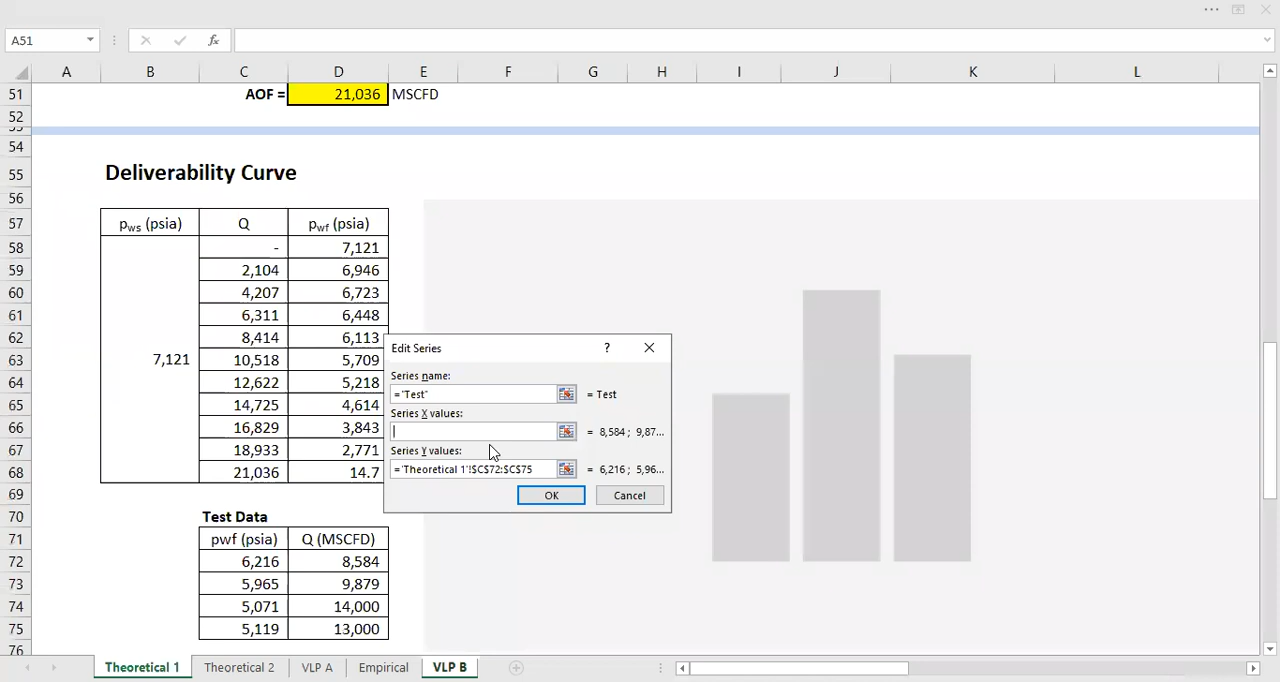 A51
fx
A B C D E F G H I J K L
51 AOF = 21,036 MSCFD
52
53
54
55 Deliverability Curve
56
57 pws (psia) Q pwf (psia)
58 - 7,121
59 2,104 6,946
60 4,207 6,723
61 6,311 6,448
62 8,414 6,113
63 7,121 10,518 5,709
64 12,622 5,218
65 14,725 4,614
66 16,829 3,843
67 18,933 2,771
68 21,036 14.7
69
70 Test Data
71 pwf (psia) Q (MSCFD)
72 6,216 8,584
73 5,965 9,879
74 5,071 14,000
75 5,119 13,000
76
Edit Series ?
Series name:
="Test" = Test
Series X values:
= 8,584 ; 9,87...
Series Y values:
='Theoretical 1'!$C$72:$C$75 = 6,216 ; 5,96...
OK Cancel
Theoretical 1 Theoretical 2 VLP A Empirical VLP B